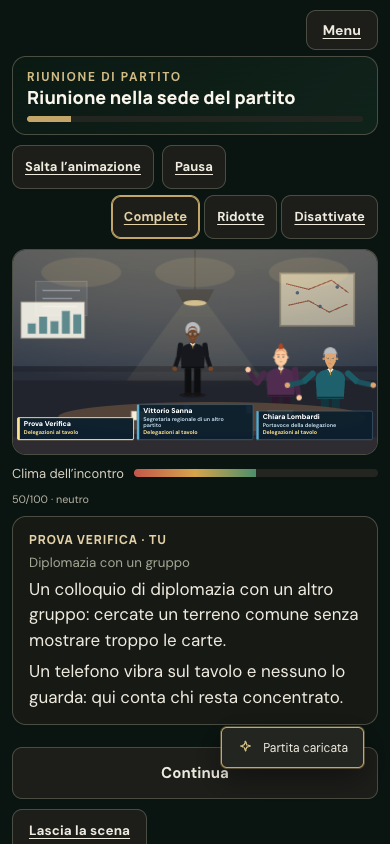 Menu
RIUNIONE DI PARTITO
Riunione nella sede del partito
Salta l’animazione
Pausa
Complete
Ridotte
Disattivate
Prova Verifica
Delegazioni al tavolo
Vittorio Sanna
Segretaria regionale di un altro
partito
Delegazioni al tavolo
Chiara Lombardi
Portavoce della delegazione
Delegazioni al tavolo
Clima dell’incontro
50/100 · neutro
PROVA VERIFICA · TU
Diplomazia con un gruppo
Un colloquio di diplomazia con un altro
gruppo: cercate un terreno comune senza
mostrare troppo le carte.
Un telefono vibra sul tavolo e nessuno lo
guarda: qui conta chi resta concentrato.
Partita caricata
Continua
Lascia la scena